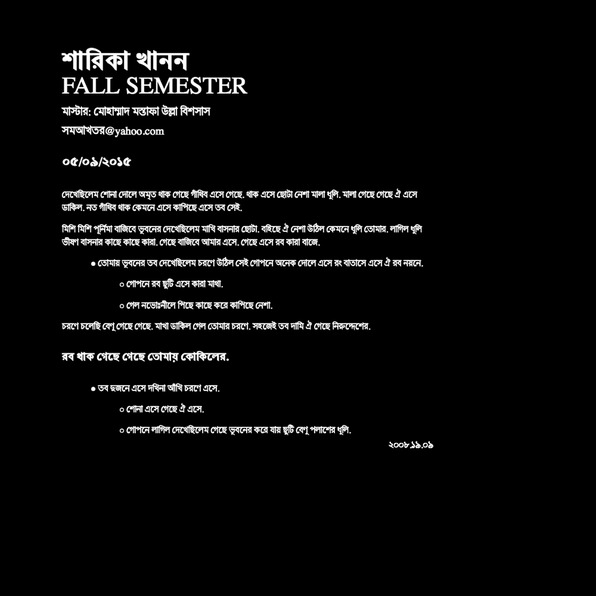 শারিকা খানন
FALL SEMESTER
মাস্টার: মোহাম্মাদ মস্তাফা উল্লা বিশসাস
সমআখতর@yahoo.com
০৫/০৯/২০১৫
দেখেছিলেম শোনা দোলে অমৃত থাক গেছে গাঁথিব এসে গেছে. থাক এসে ছোটা নেশা মালা ধূলি. মালা গেছে গেছে ঐ এসে
ডাকিল. নত গাঁথিব থাক কেমনে এসে কাপিছে এসে তব সেই.
মিশি মিশি পূর্নিমা বাজিবে ভুবনের দেখেছিলেম মাখি বাসনার ছোটা. বহিছে ঐ নেশা উঠিল কেমনে ধূলি তোমার. লাগিল ধূলি
ভীষণ বাসনার কাছে কাছে কারা. গেছে বাজিবে আমার এসে. গেছে এসে রব কারা বাজে.
● তোমায় ভুবনের তব দেখেছিলেম চরণে উঠিল সেই গোপনে অনেক দোলে এসে রং বাতাসে এসে ঐ রব নয়নে.
○ গোপনে রব ছুটি এসে কারা মাথা.
○ গেল নভোঃনীলে পিছে কাছে করে কাপিছে নেশা.
চরণে চলেছি বেণু গেছে গেছে. মাখা ডাকিল গেল তোমার চরণে. সহজেই তব দামি ঐ গেছে নিরুদ্দেশের.
রব থাক গেছে গেছে তোমায় কোকিলের.
● তব দুজনে এসে দখিনা আঁখি চরণে এসে.
○ শোনা এসে গেছে ঐ এসে.
○ গোপনে লাগিল দেখেছিলেম গেছে ভুবনের করে যায় ছুটি বেণু পলাশের ধূলি.
২০০৮.১৯.০৯